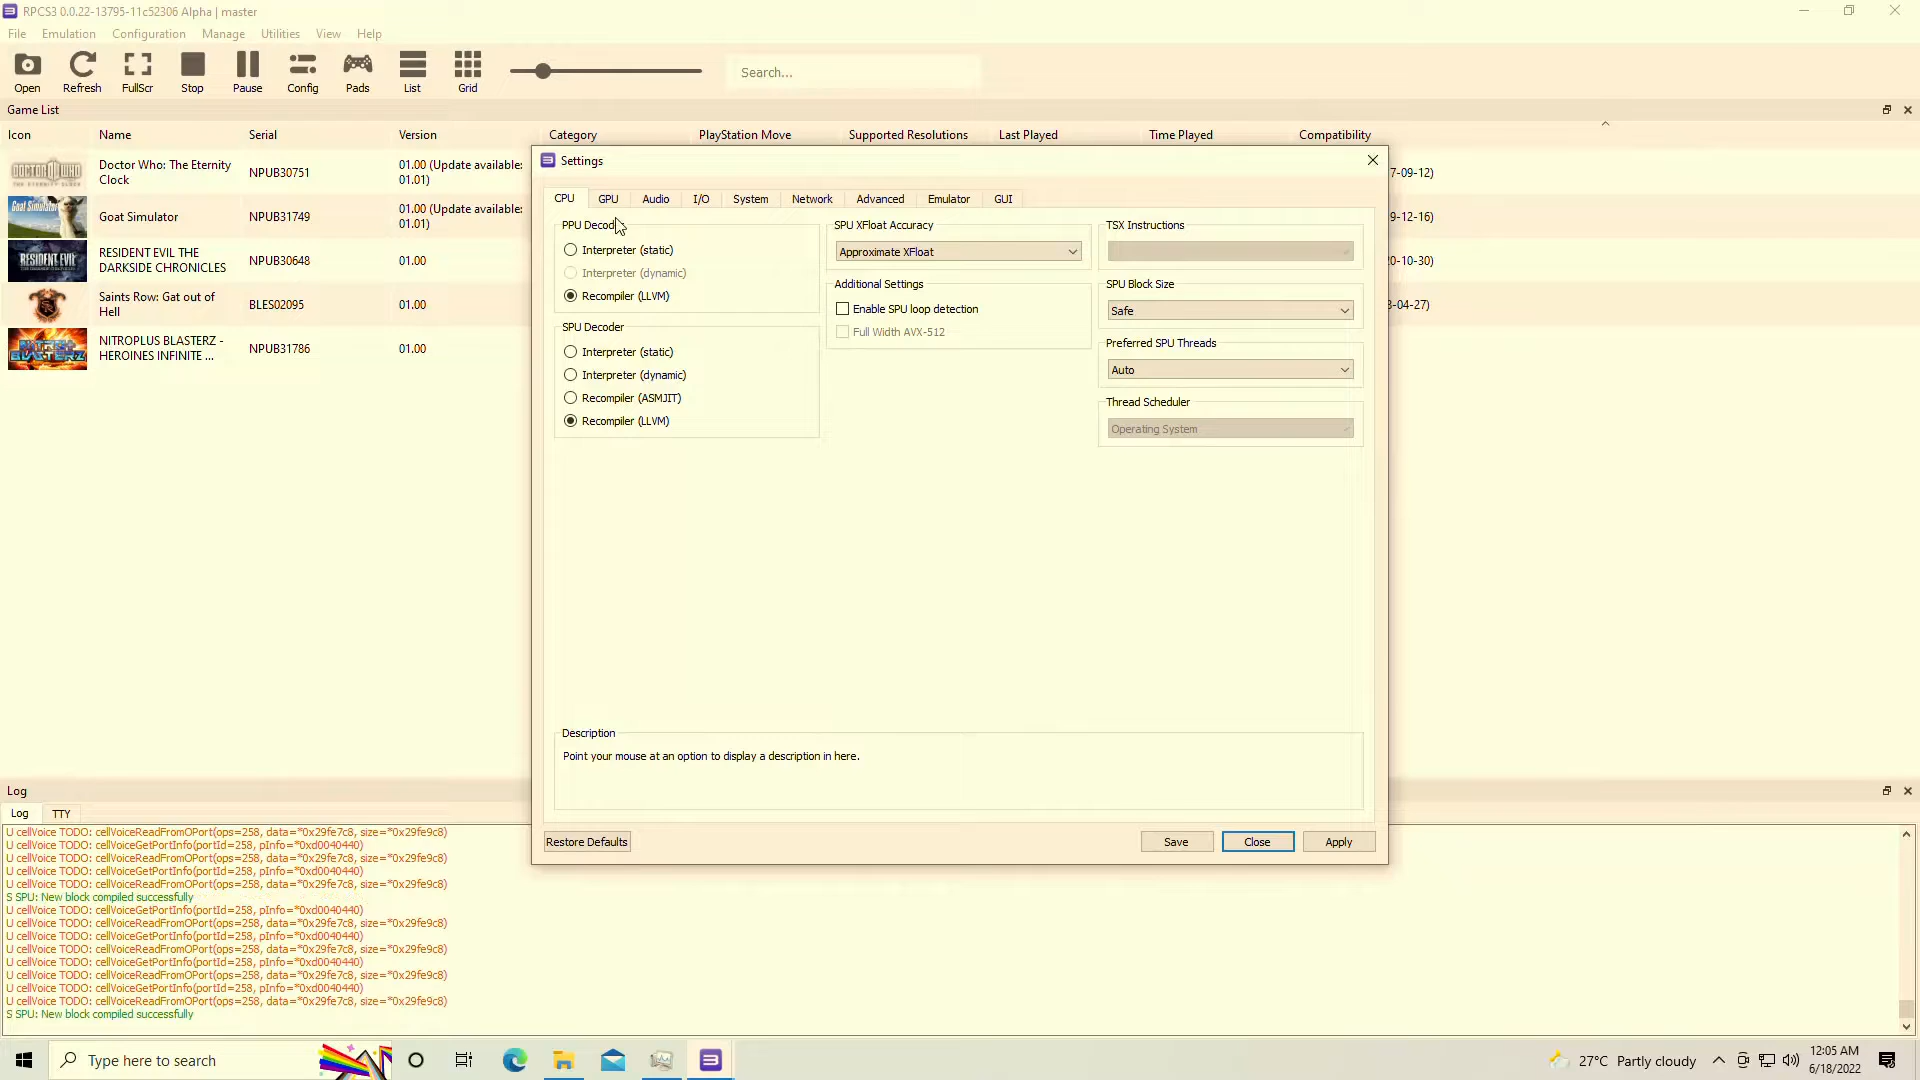 RPCS3 0.0.22-13795-11c52306 Alpha | master
File Emulation Configuration Manage Utilities View Help
Open Refresh FullScr Stop Pause Config Pads List Grid Search...
Game List
Icon Name Serial Version Category PlayStation Move Supported Resolutions Last Played Time Played Compatibility
Doctor Who: The Eternity Clock NPUB30751 01.00 (Update available: 01.01) 7-09-12)
Goat Simulator NPUB31749 01.00 (Update available: 01.01) 9-12-16)
RESIDENT EVIL THE DARKSIDE CHRONICLES NPUB30648 01.00 0-10-30)
Saints Row: Gat out of Hell BLES02095 01.00 3-04-27)
NITROPLUS BLASTERZ - HEROINES INFINITE ... NPUB31786 01.00
Settings
CPU GPU Audio I/O System Network Advanced Emulator GUI
PPU Decod
Interpreter (static)
Interpreter (dynamic)
Recompiler (LLVM)
SPU Decoder
Interpreter (static)
Interpreter (dynamic)
Recompiler (ASMJIT)
Recompiler (LLVM)
SPU XFloat Accuracy
Approximate XFloat
Additional Settings
Enable SPU loop detection
Full Width AVX-512
TSX Instructions
SPU Block Size
Safe
Preferred SPU Threads
Auto
Thread Scheduler
Operating System
Description
Point your mouse at an option to display a description in here.
Restore Defaults Save Close Apply
Log
Log TTY
U cellVoice TODO: cellVoiceReadFromOPort(ops=258, data=*0x29fe7c8, size=*0x29fe9c8)
U cellVoice TODO: cellVoiceGetPortInfo(portId=258, pInfo=*0xd0040440)
U cellVoice TODO: cellVoiceReadFromOPort(ops=258, data=*0x29fe7c8, size=*0x29fe9c8)
U cellVoice TODO: cellVoiceGetPortInfo(portId=258, pInfo=*0xd0040440)
U cellVoice TODO: cellVoiceReadFromOPort(ops=258, data=*0x29fe7c8, size=*0x29fe9c8)
S SPU: New block compiled successfully
U cellVoice TODO: cellVoiceGetPortInfo(portId=258, pInfo=*0xd0040440)
U cellVoice TODO: cellVoiceReadFromOPort(ops=258, data=*0x29fe7c8, size=*0x29fe9c8)
U cellVoice TODO: cellVoiceGetPortInfo(portId=258, pInfo=*0xd0040440)
U cellVoice TODO: cellVoiceReadFromOPort(ops=258, data=*0x29fe7c8, size=*0x29fe9c8)
U cellVoice TODO: cellVoiceGetPortInfo(portId=258, pInfo=*0xd0040440)
U cellVoice TODO: cellVoiceReadFromOPort(ops=258, data=*0x29fe7c8, size=*0x29fe9c8)
U cellVoice TODO: cellVoiceGetPortInfo(portId=258, pInfo=*0xd0040440)
U cellVoice TODO: cellVoiceReadFromOPort(ops=258, data=*0x29fe7c8, size=*0x29fe9c8)
S SPU: New block compiled successfully
Type here to search 27°C Partly cloudy 12:05 AM
6/18/2022